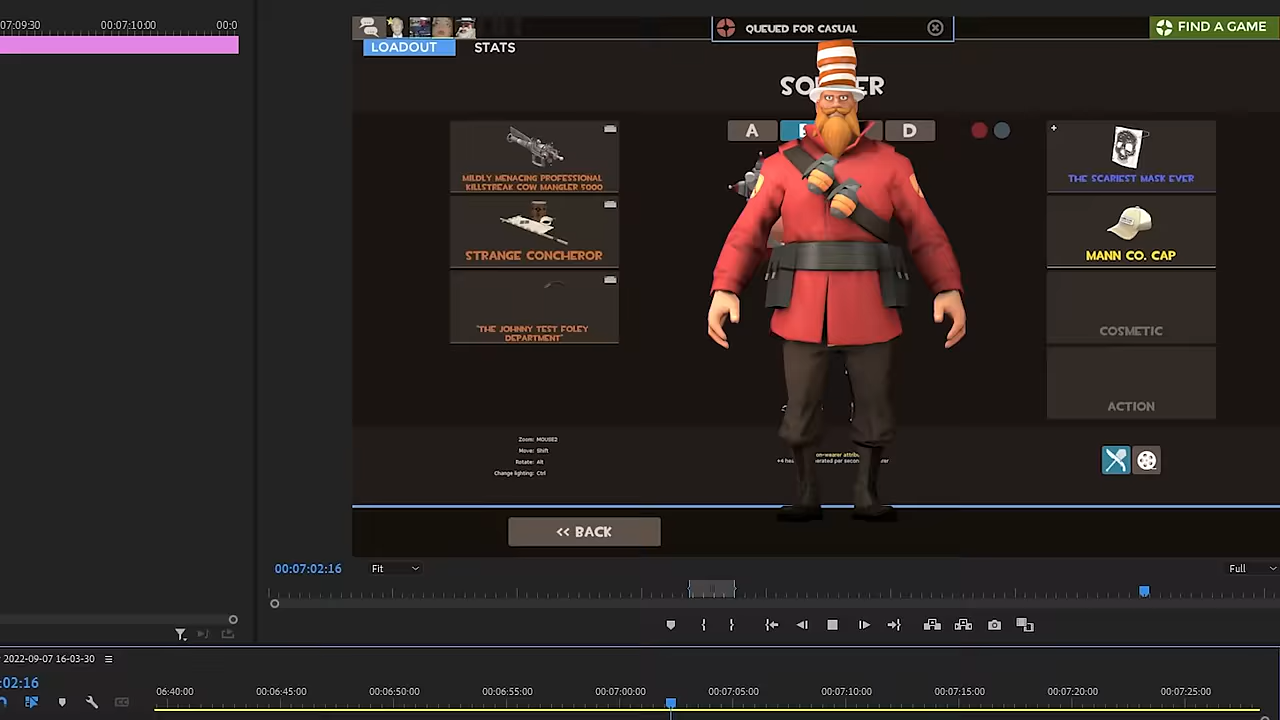 07:09:30
00:07:10:00
00:0
QUEUED FOR CASUAL
FIND A GAME
LOADOUT
STATS
A
D
MILDLY MENACING PROFESSIONAL
KILLSTREAK COW MANGLER 5000
THE SCARIEST MASK EVER
STRANGE CONCHEROR
MANN CO. CAP
"THE JOHNNY TEST FOLEY
DEPARTMENT"
COSMETIC
ACTION
Zoom: MOUSE2
Move: Shift
Rotate: Alt
Change lighting: Ctrl
<< BACK
00:07:02:16
Fit
Full
2022-09-07 16-03-30
:02:16
06:40:00
00:06:45:00
00:06:50:00
00:06:55:00
00:07:00:00
00:07:05:00
00:07:10:00
00:07:15:00
00:07:20:00
00:07:25:00